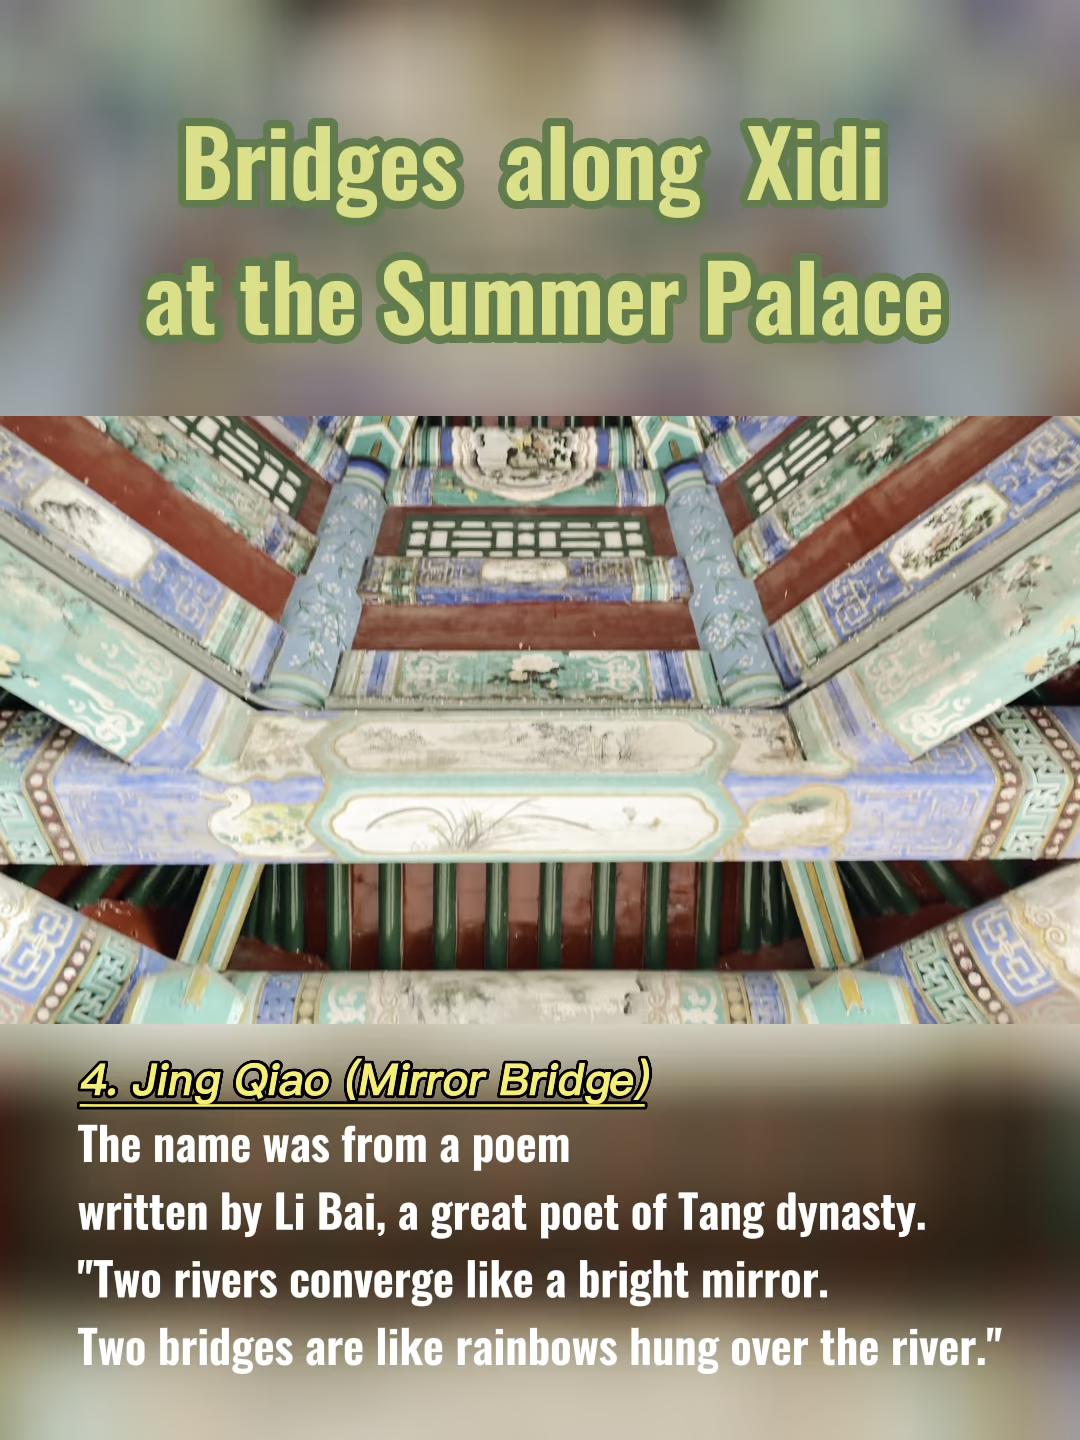 Bridges along Xidi
at the Summer Palace
4. Jing Qiao (Mirror Bridge)
The name was from a poem
written by Li Bai, a great poet of Tang dynasty.
"Two rivers converge like a bright mirror.
Two bridges are like rainbows hung over the river."